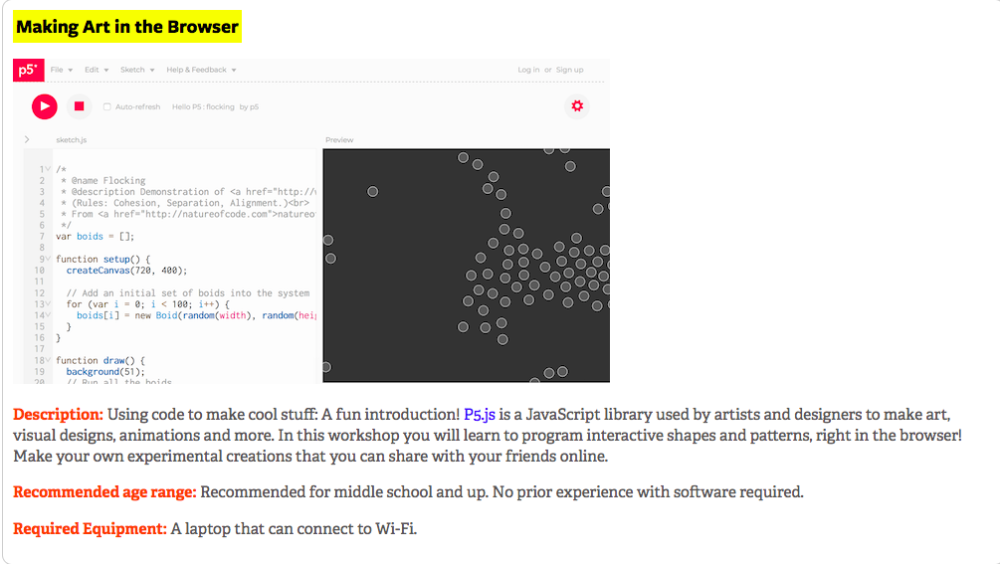 Making Art in the Browser
p5* File Edit Sketch Help & Feedback Log in or Sign up
Auto-refresh Hello P5 : flocking by p5
sketch.js Preview
1 /*
2 * @name Flocking
3 * @description Demonstration of <a href="http://
4 * (Rules: Cohesion, Separation, Alignment.)<br>
5 * From <a href="http://natureofcode.com">natureo
6 */
7 var boids = [];
8
9 function setup() {
10 createCanvas(720, 400);
11
12 // Add an initial set of boids into the system
13 for (var i = 0; i < 100; i++) {
14 boids[i] = new Boid(random(width), random(hei
15 }
16 }
17
18 function draw() {
19 background(51);
20 // Run all the boids
Description: Using code to make cool stuff: A fun introduction! P5.js is a JavaScript library used by artists and designers to make art,
visual designs, animations and more. In this workshop you will learn to program interactive shapes and patterns, right in the browser!
Make your own experimental creations that you can share with your friends online.
Recommended age range: Recommended for middle school and up. No prior experience with software required.
Required Equipment: A laptop that can connect to Wi-Fi.